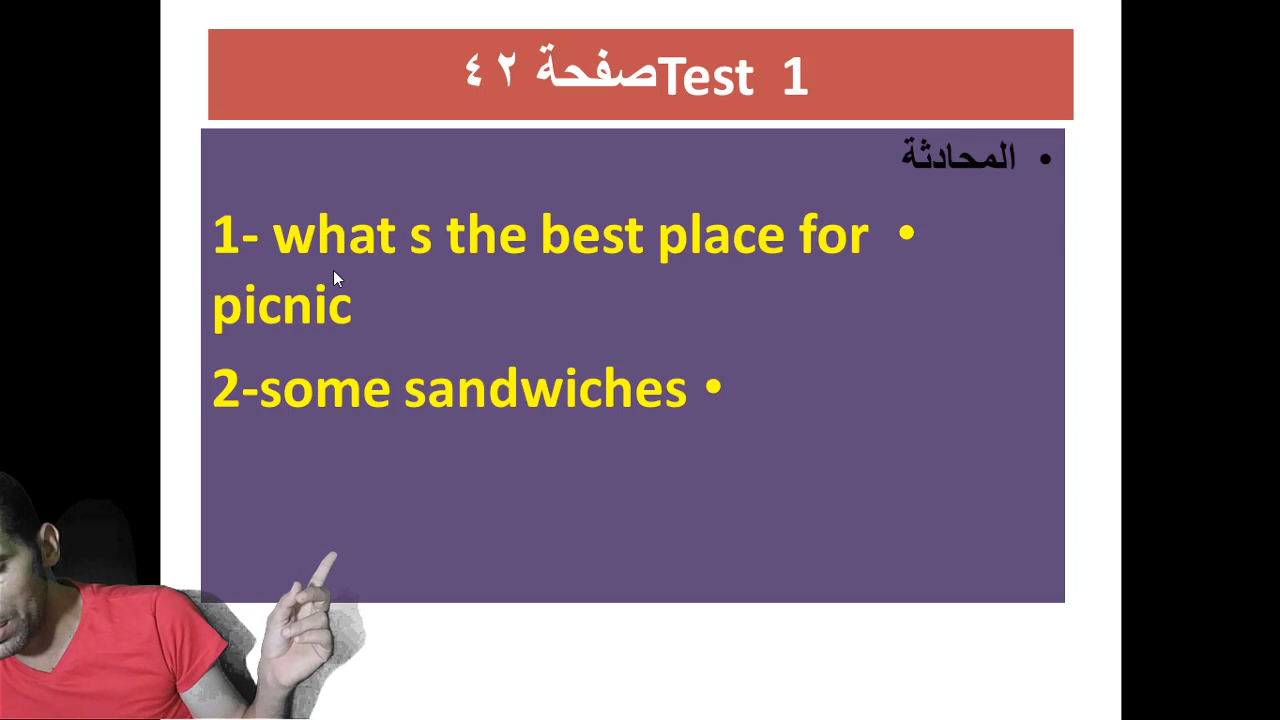 Test 1 صفحة ٤٢
• المحادثة
• 1- what s the best place for
picnic
• 2-some sandwiches